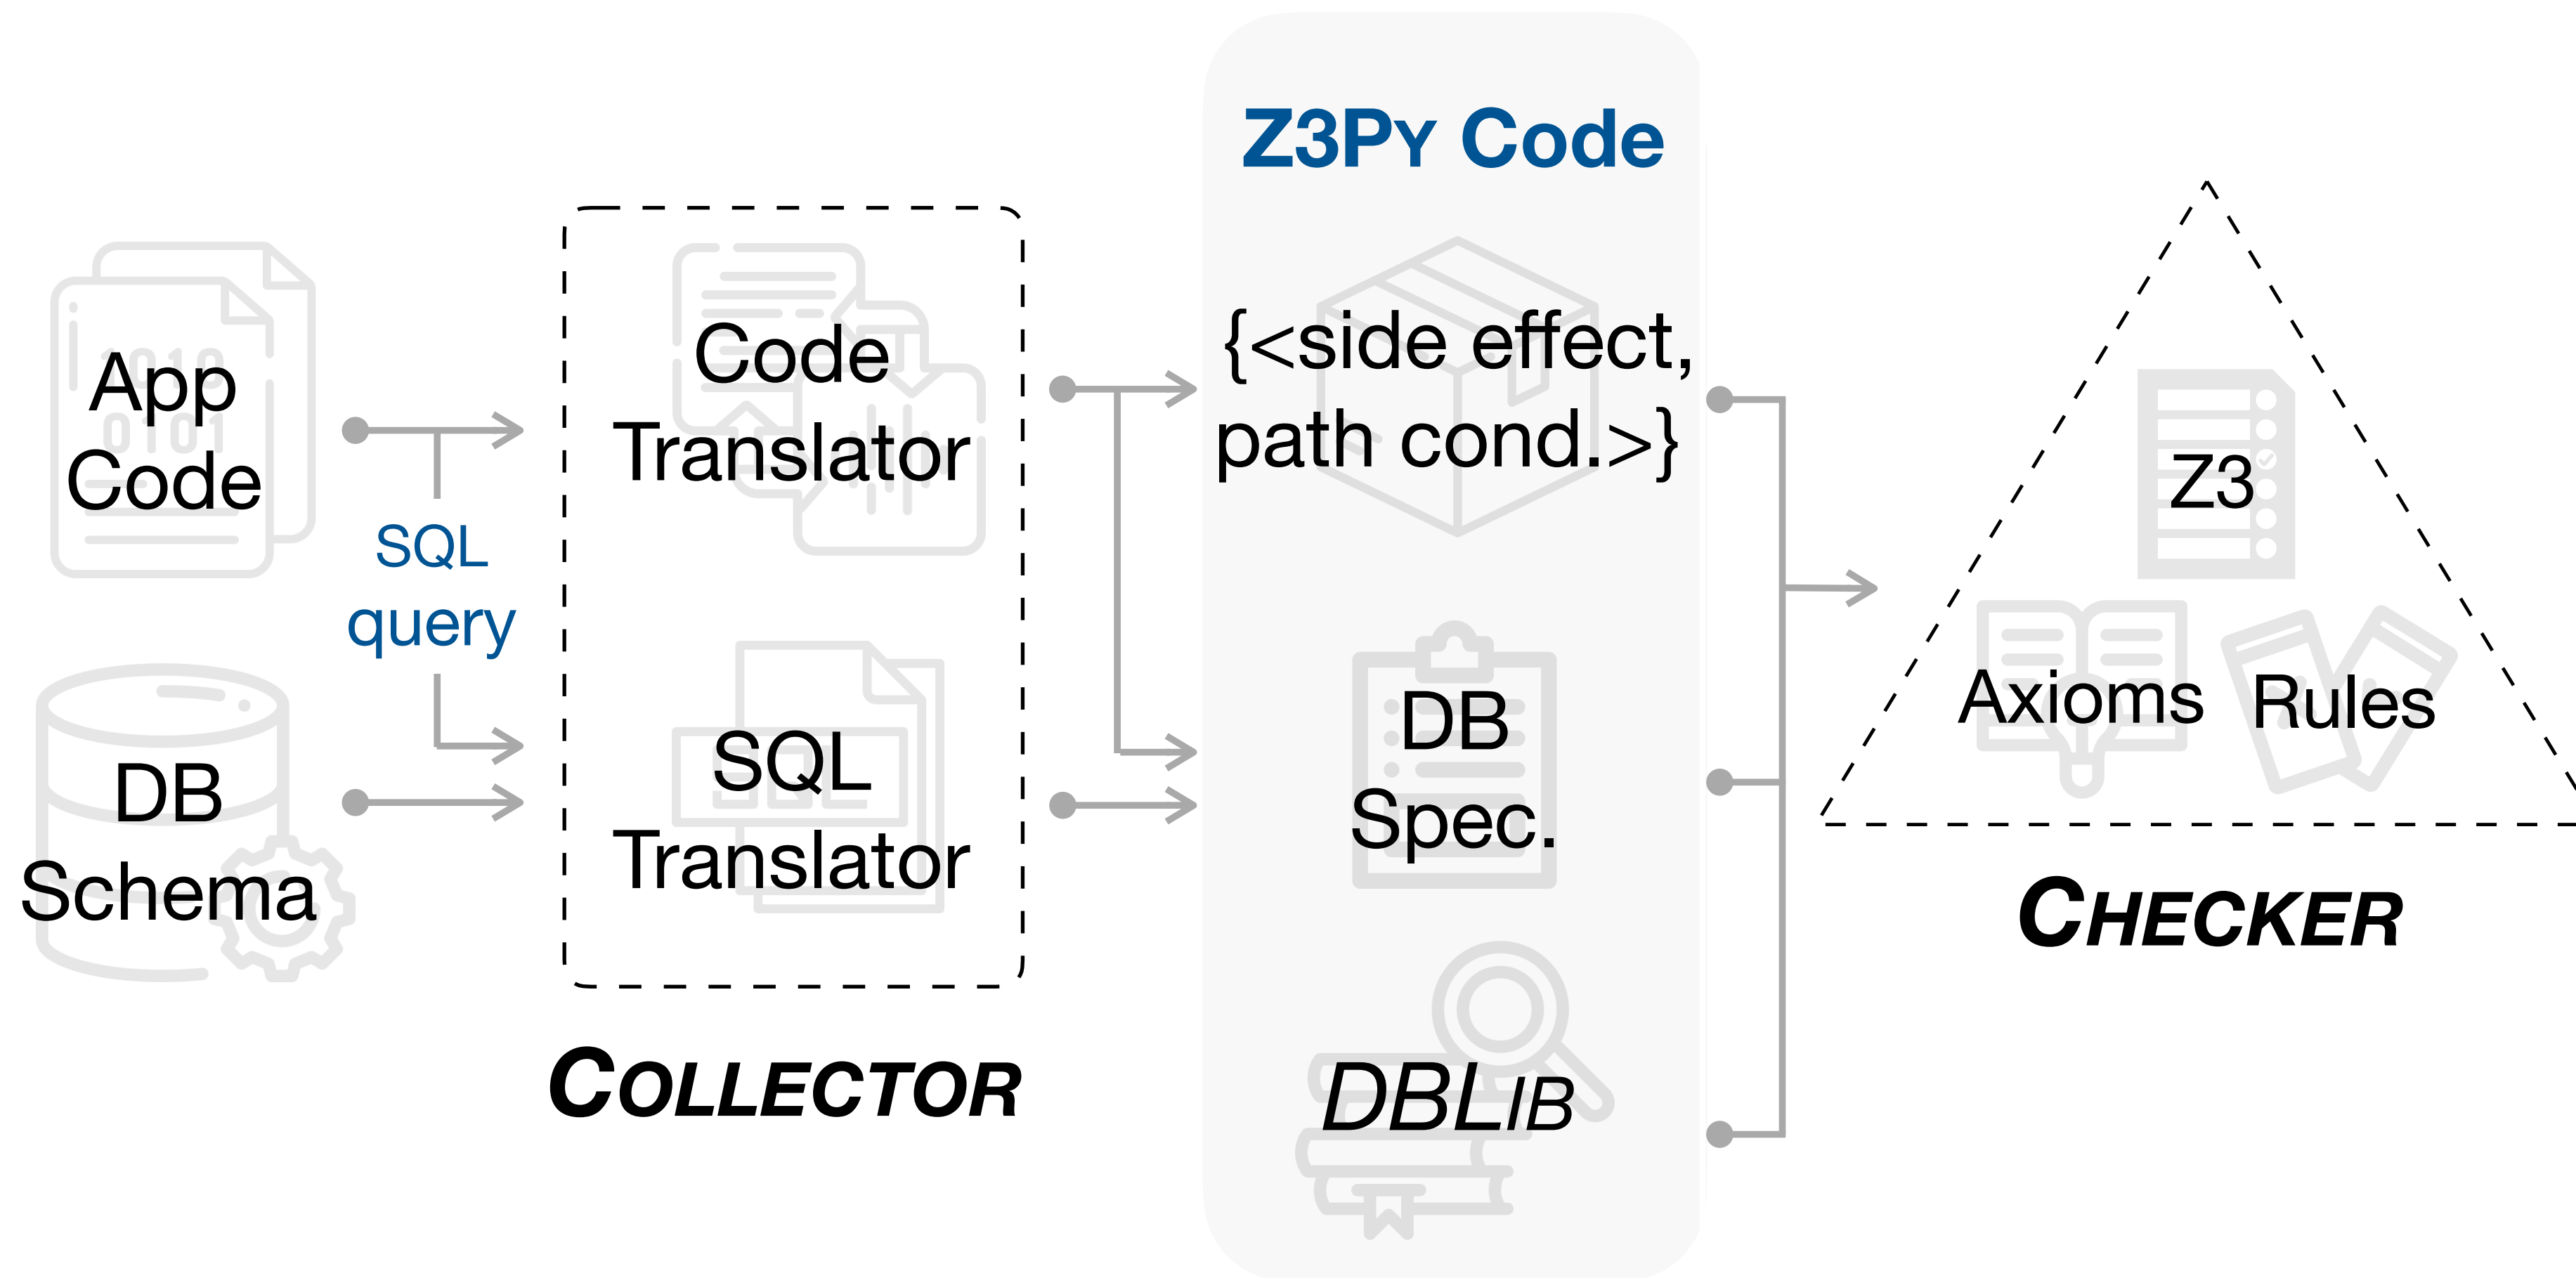 App
Code
DB
Schema
SQL
query
Code
Translator
SQL
Translator
COLLECTOR
Z3PY Code
{<side effect,
path cond.>}
DB
Spec.
DBLIB
Z3
Axioms
Rules
CHECKER